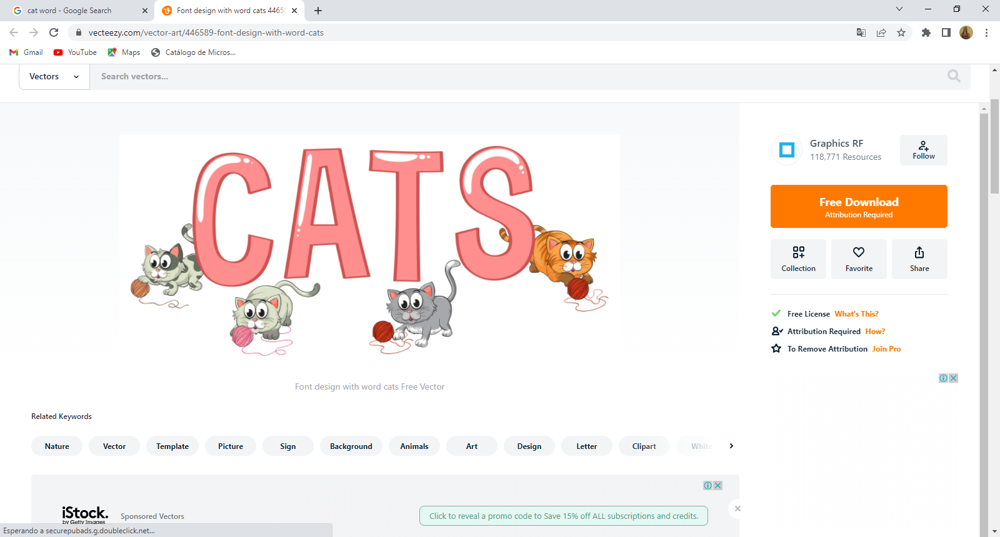 cat word - Google Search
Font design with word cats 4465
vecteezy.com/vector-art/446589-font-design-with-word-cats
Gmail
YouTube
Maps
Catálogo de Micros...
Vectors
Search vectors...
CATS
Graphics RF
118,771 Resources
Follow
Free Download
Attribution Required
Collection
Favorite
Share
Free License What's This?
Attribution Required How?
To Remove Attribution Join Pro
Font design with word cats Free Vector
Related Keywords
Nature
Vector
Template
Picture
Sign
Background
Animals
Art
Design
Letter
Clipart
White
iStock.
by Getty Images
Sponsored Vectors
Click to reveal a promo code to Save 15% off ALL subscriptions and credits.
Esperando a securepubads.g.doubleclick.net...